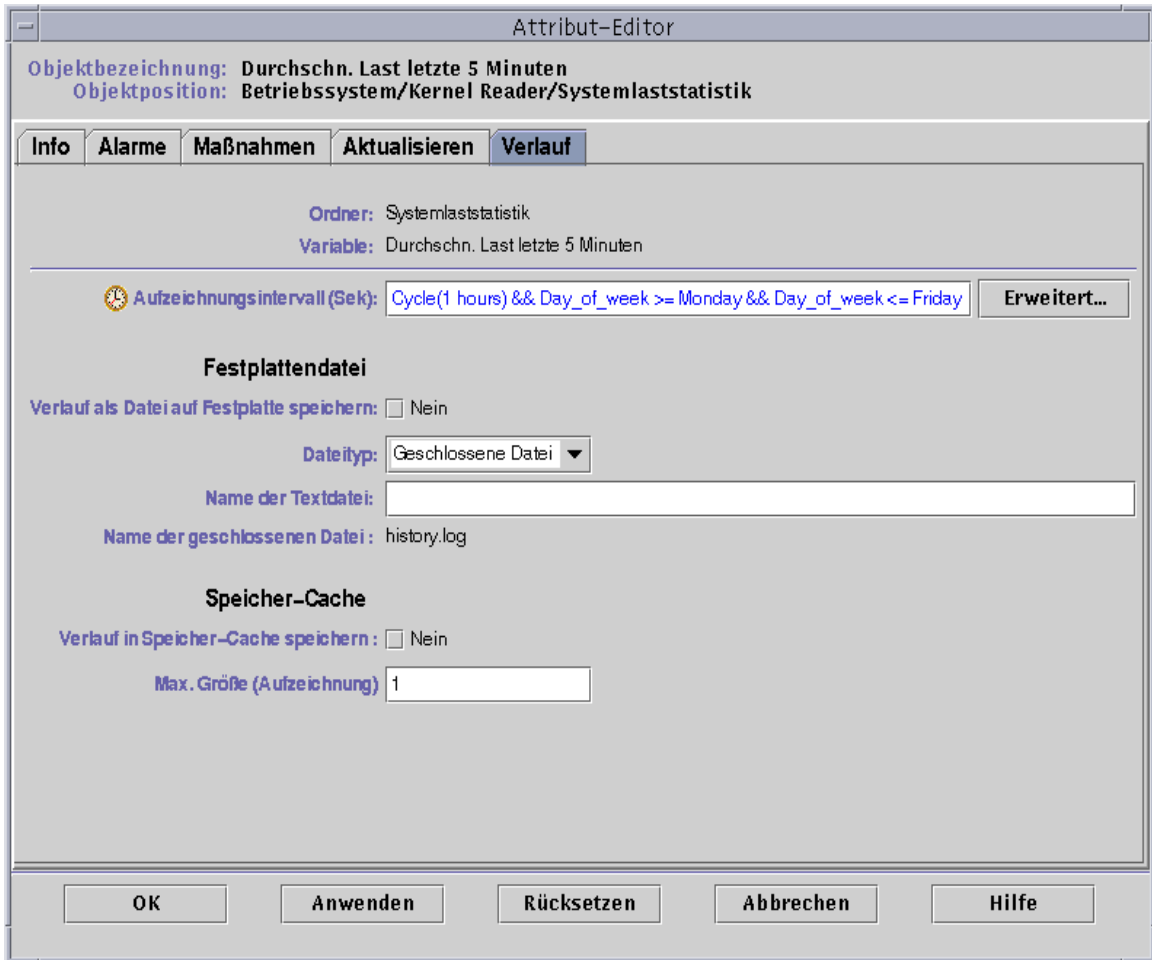 Attribut-Editor
Objektbezeichnung: Durchschn. Last letzte 5 Minuten
Objektposition: Betriebssystem/Kernel Reader/Systemlaststatistik
Info Alarme Maßnahmen Aktualisieren Verlauf
Ordner: Systemlaststatistik
Variable: Durchschn. Last letzte 5 Minuten
Aufzeichnungsintervall (Sek): Cycle(1 hours) && Day_of_week >= Monday && Day_of_week <= Friday Erweitert...
Festplattendatei
Verlauf als Datei auf Festplatte speichern: Nein
Dateityp: Geschlossene Datei
Name der Textdatei:
Name der geschlossenen Datei : history.log
Speicher-Cache
Verlauf in Speicher-Cache speichern : Nein
Max. Größe (Aufzeichnung) 1
OK Anwenden Rücksetzen Abbrechen Hilfe